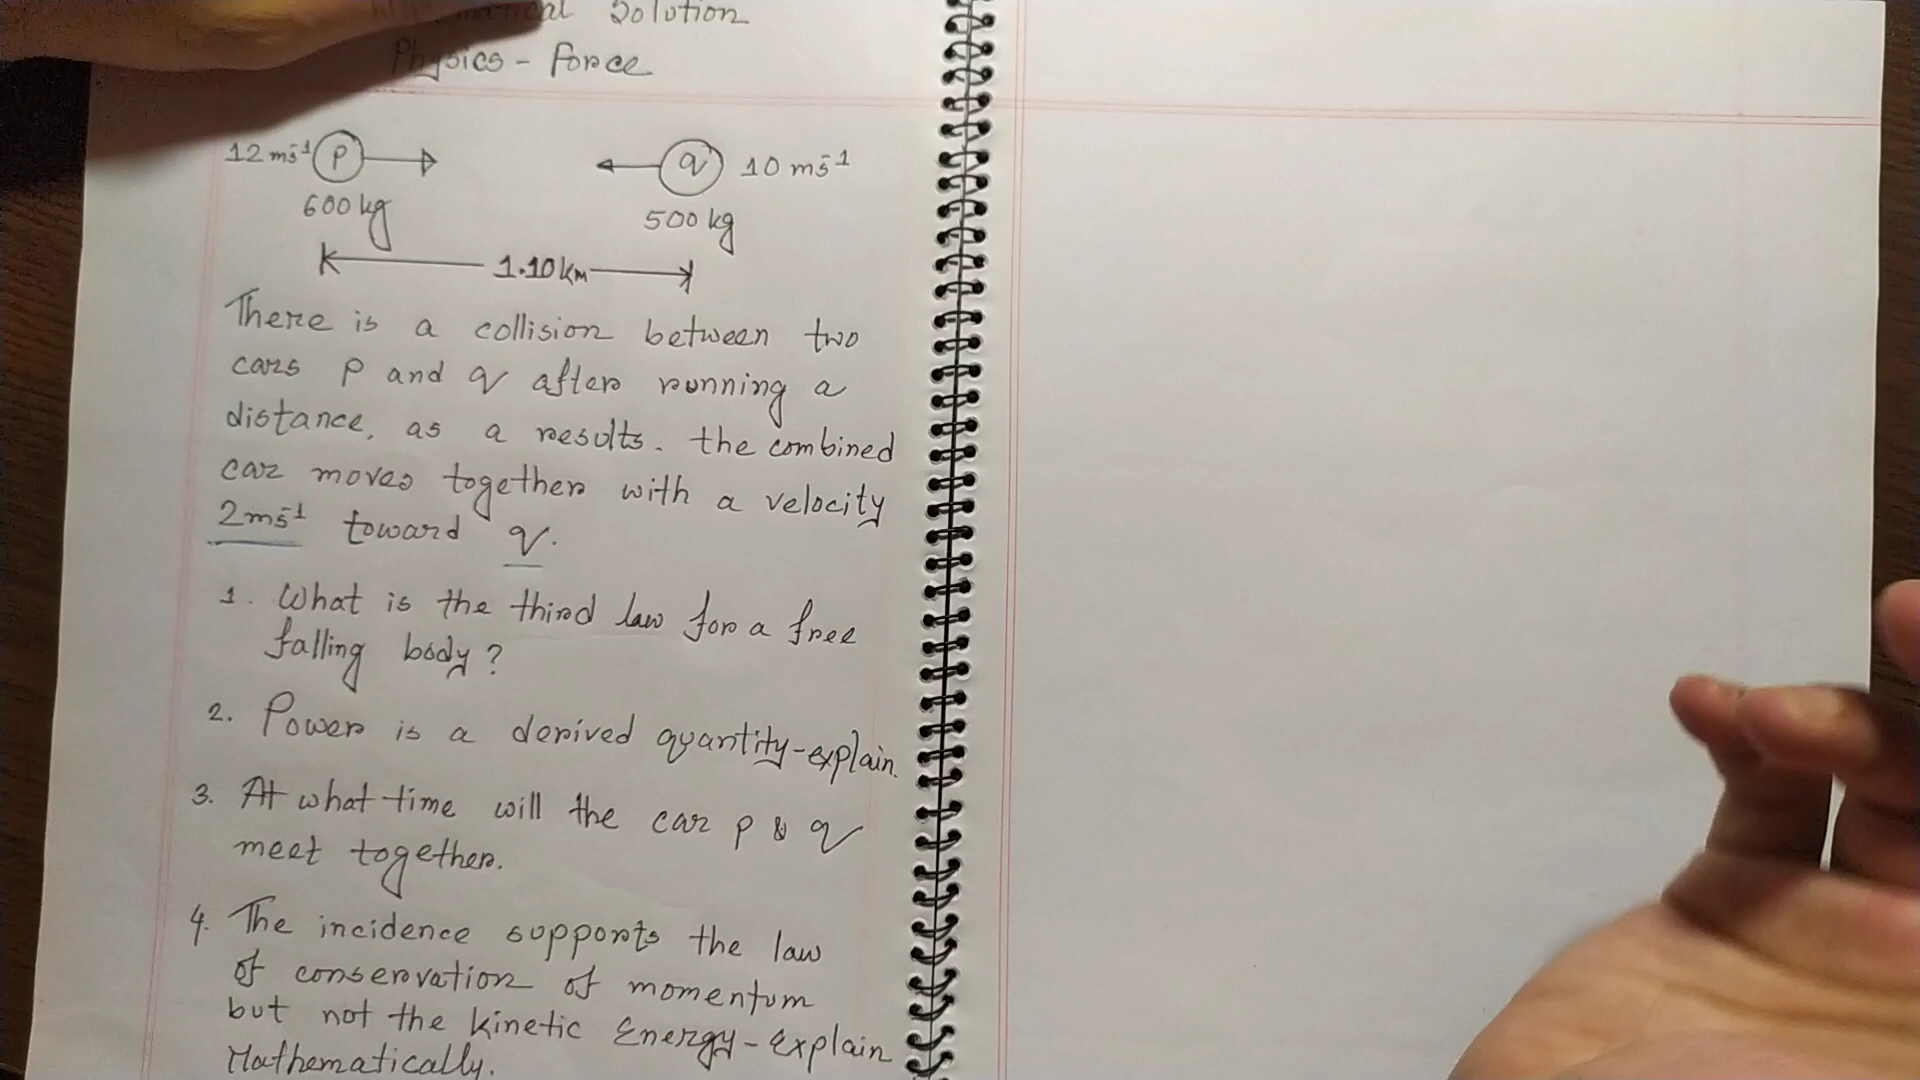 Solution
Physics - Force
12 ms⁻¹ P
q 10 ms⁻¹
600 kg
500 kg
1.10 km
There is a collision between two
cars P and q after running a
distance, as a results. the combined
car moves together with a velocity
2ms⁻¹ toward q.
1. What is the third law for a free
falling body?
2. Power is a derived quantity-explain.
3. At what time will the car p & q
meet together.
4. The incidence supports the law
of conservation of momentum
but not the kinetic Energy-explain
Mathematically.